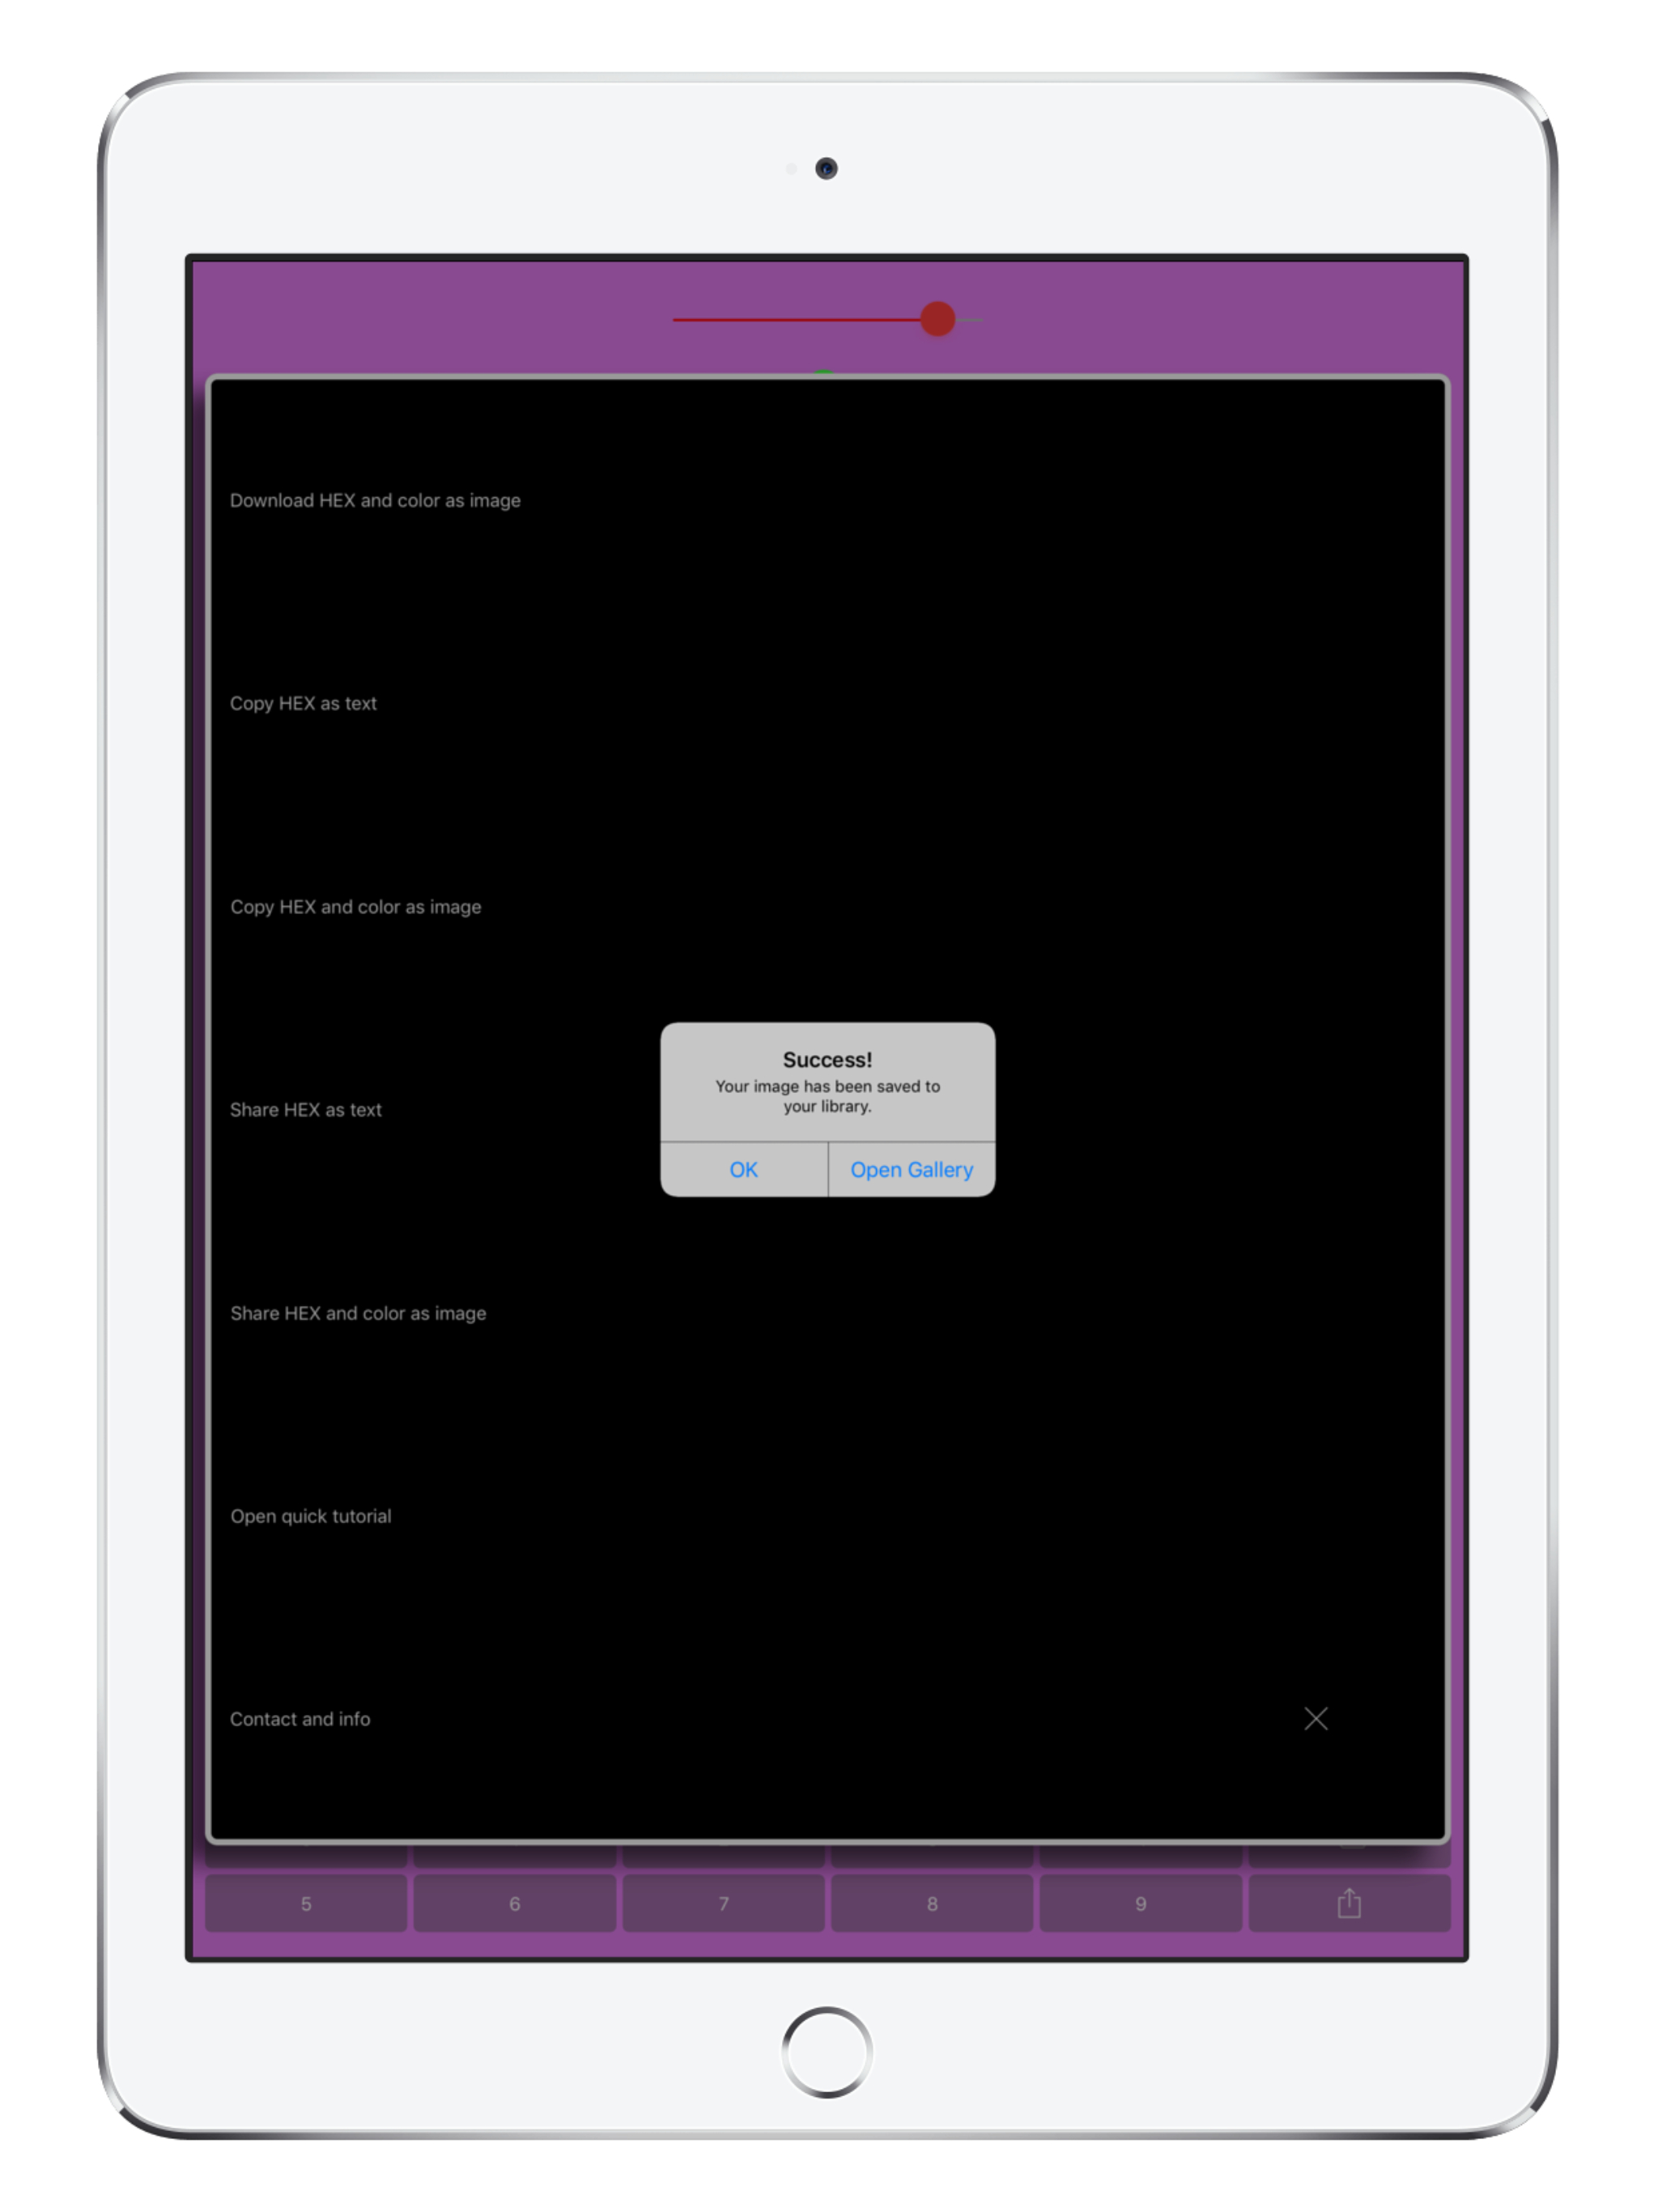 Download HEX and color as image
Copy HEX as text
Copy HEX and color as image
Success!
Your image has been saved to
your library.
Share HEX as text
OK Open Gallery
Share HEX and color as image
Open quick tutorial
Contact and info
5 6 7 8 9